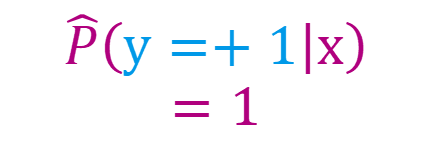 P̂(y =+ 1|x)
= 1